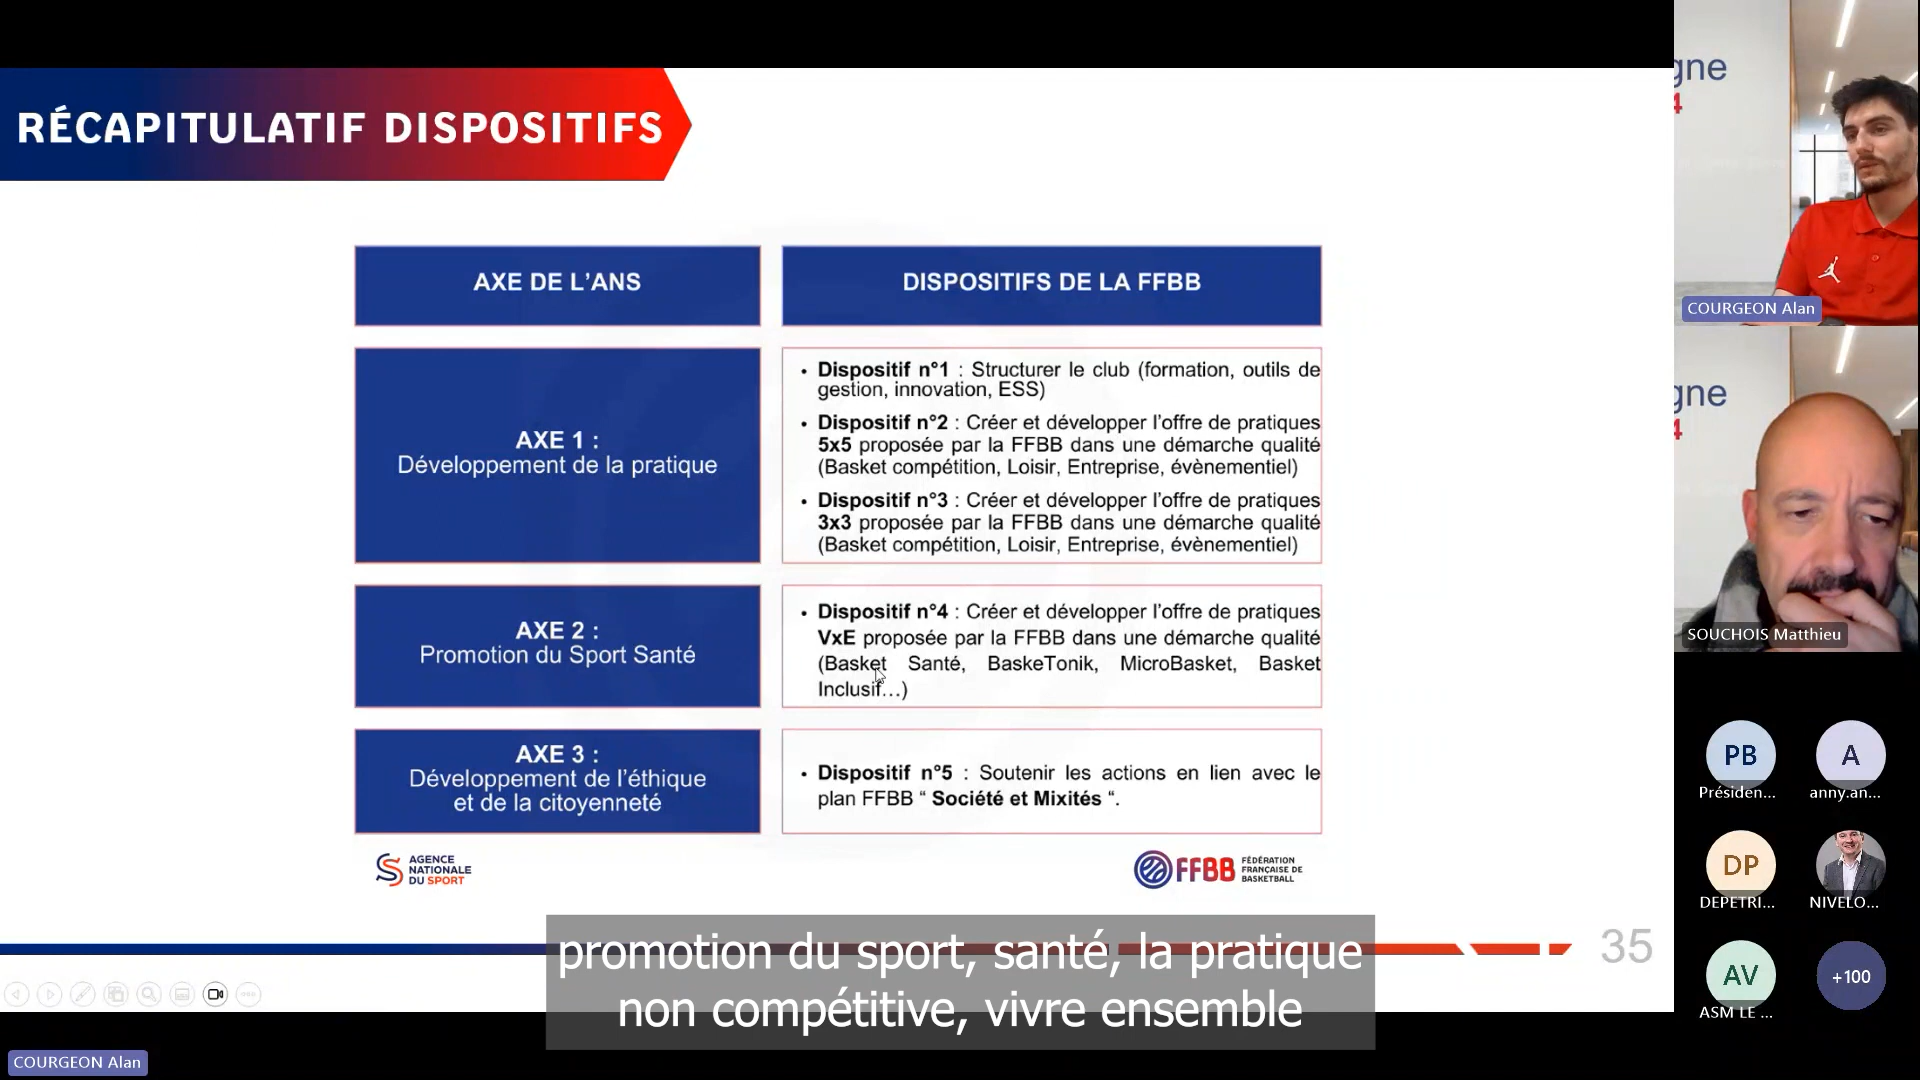 RÉCAPITULATIF DISPOSITIFS
AXE DE L’ANS
DISPOSITIFS DE LA FFBB
AXE 1 :
Développement de la pratique
• Dispositif n°1 : Structurer le club (formation, outils de
gestion, innovation, ESS)
• Dispositif n°2 : Créer et développer l’offre de pratiques
5x5 proposée par la FFBB dans une démarche qualité
(Basket compétition, Loisir, Entreprise, évènementiel)
• Dispositif n°3 : Créer et développer l’offre de pratiques
3x3 proposée par la FFBB dans une démarche qualité
(Basket compétition, Loisir, Entreprise, évènementiel)
AXE 2 :
Promotion du Sport Santé
• Dispositif n°4 : Créer et développer l’offre de pratiques
VxE proposée par la FFBB dans une démarche qualité
(Basket Santé, BaskeTonik, MicroBasket, Basket
Inclusif…)
AXE 3 :
Développement de l’éthique
et de la citoyenneté
• Dispositif n°5 : Soutenir les actions en lien avec le
plan FFBB “ Société et Mixités “.
AGENCE
NATIONALE
DU SPORT
FFBB
FÉDÉRATION
FRANÇAISE DE
BASKETBALL
35
promotion du sport, santé, la pratique
non compétitive, vivre ensemble
COURGEON Alan
gne
4
COURGEON Alan
gne
4
SOUCHOIS Matthieu
PB
Présiden...
A
anny.an...
DP
DEPETRI...
NIVELO...
AV
ASM LE ...
+100